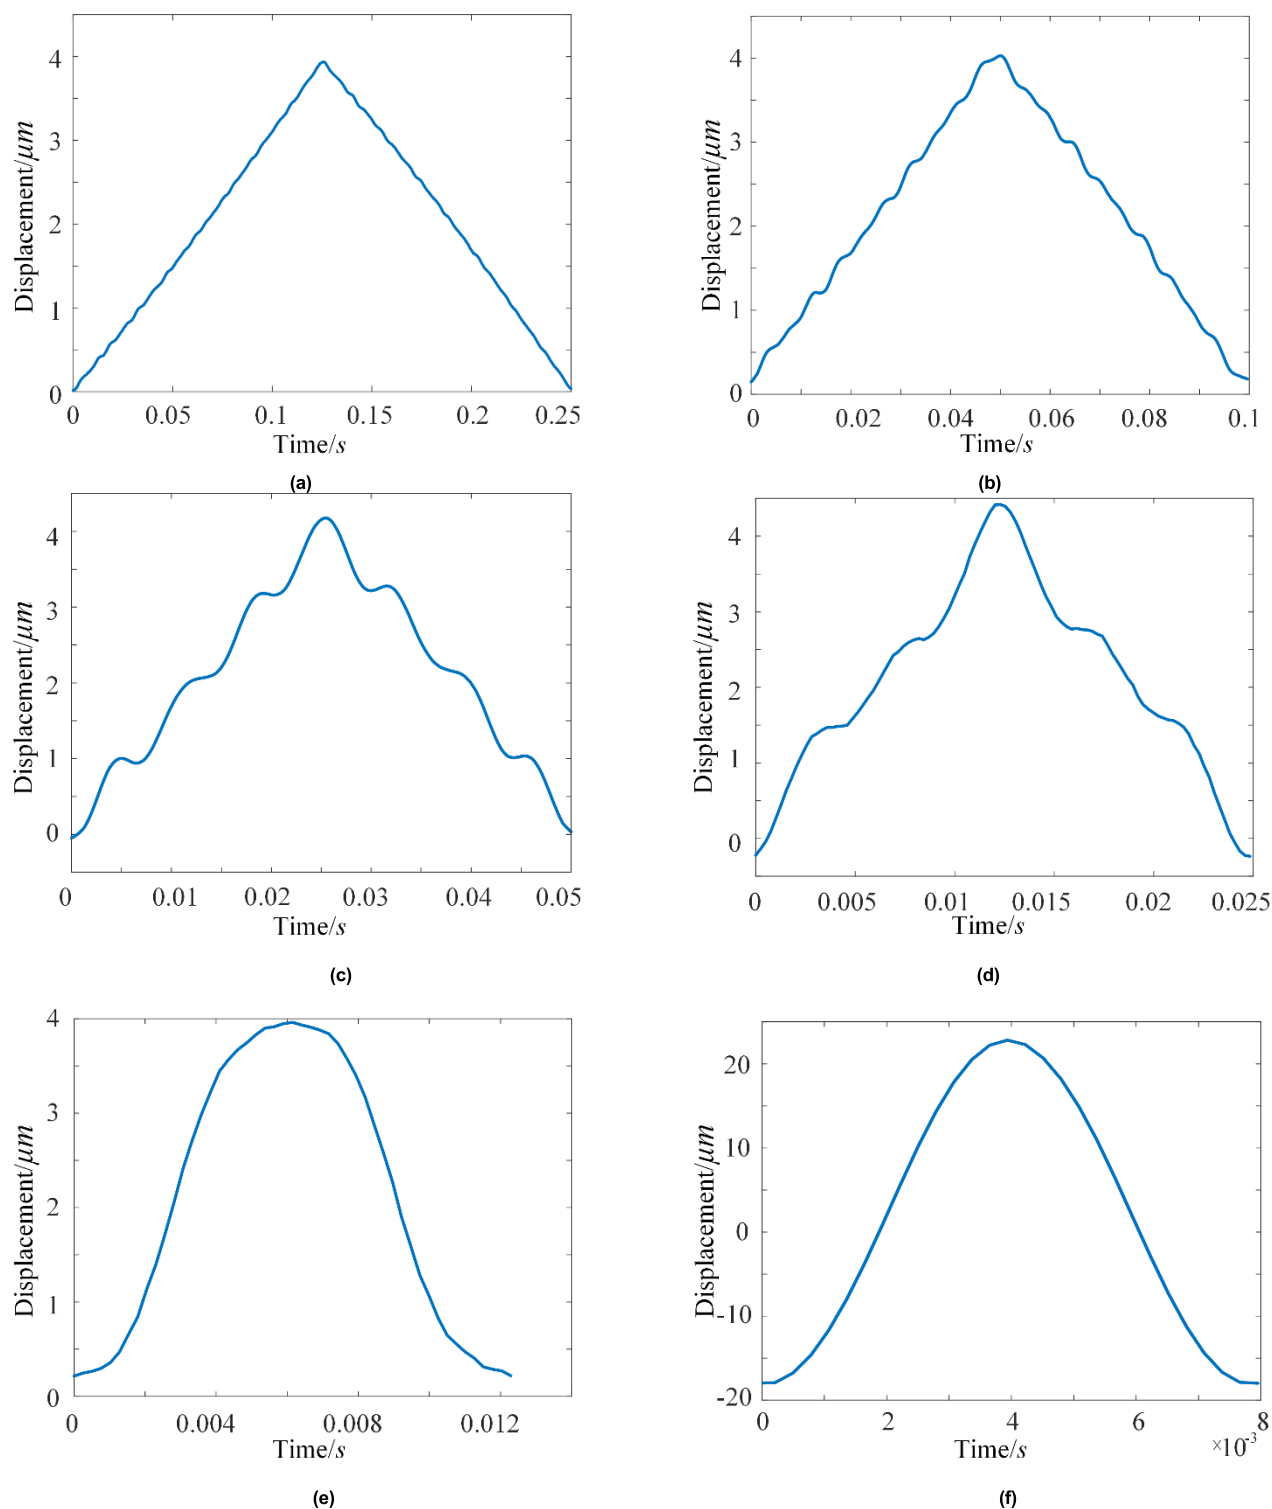 4
3
2
1
0
Displacement/μm
0 0.05 0.1 0.15 0.2 0.25
Time/s
(a)
4
3
2
1
0
Displacement/μm
0 0.02 0.04 0.06 0.08 0.1
Time/s
(b)
4
3
2
1
0
Displacement/μm
0 0.01 0.02 0.03 0.04 0.05
Time/s
(c)
4
3
2
1
0
Displacement/μm
0 0.005 0.01 0.015 0.02 0.025
Time/s
(d)
4
3
2
1
0
Displacement/μm
0 0.004 0.008 0.012
Time/s
(e)
20
10
0
-10
-20
Displacement/μm
0 2 4 6 8
Time/s ×10⁻³
(f)